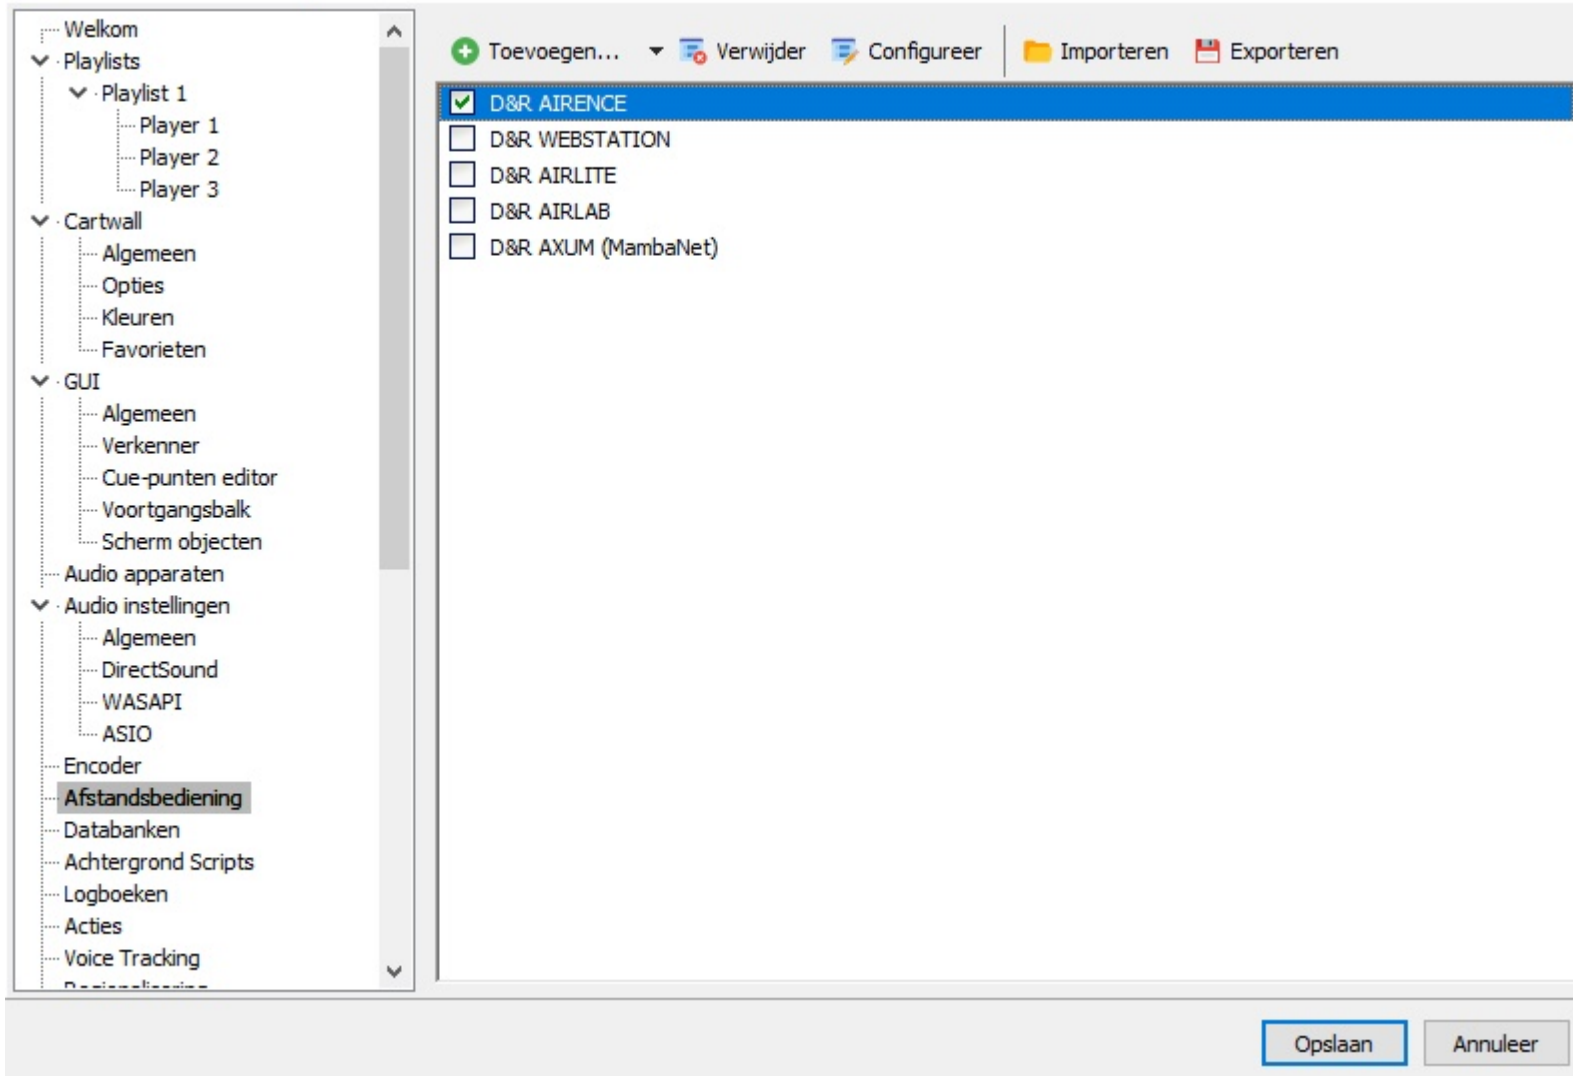 Welkom
Playlists
Playlist 1
Player 1
Player 2
Player 3
Cartwall
Algemeen
Opties
Kleuren
Favorieten
GUI
Algemeen
Verkenner
Cue-punten editor
Voortgangsbalk
Scherm objecten
Audio apparaten
Audio instellingen
Algemeen
DirectSound
WASAPI
ASIO
Encoder
Afstandsbediening
Databanken
Achtergrond Scripts
Logboeken
Acties
Voice Tracking
Toevoegen... Verwijder Configureer Importeren Exporteren
D&R AIRENCE
D&R WEBSTATION
D&R AIRLITE
D&R AIRLAB
D&R AXUM (MambaNet)
Opslaan Annuleer